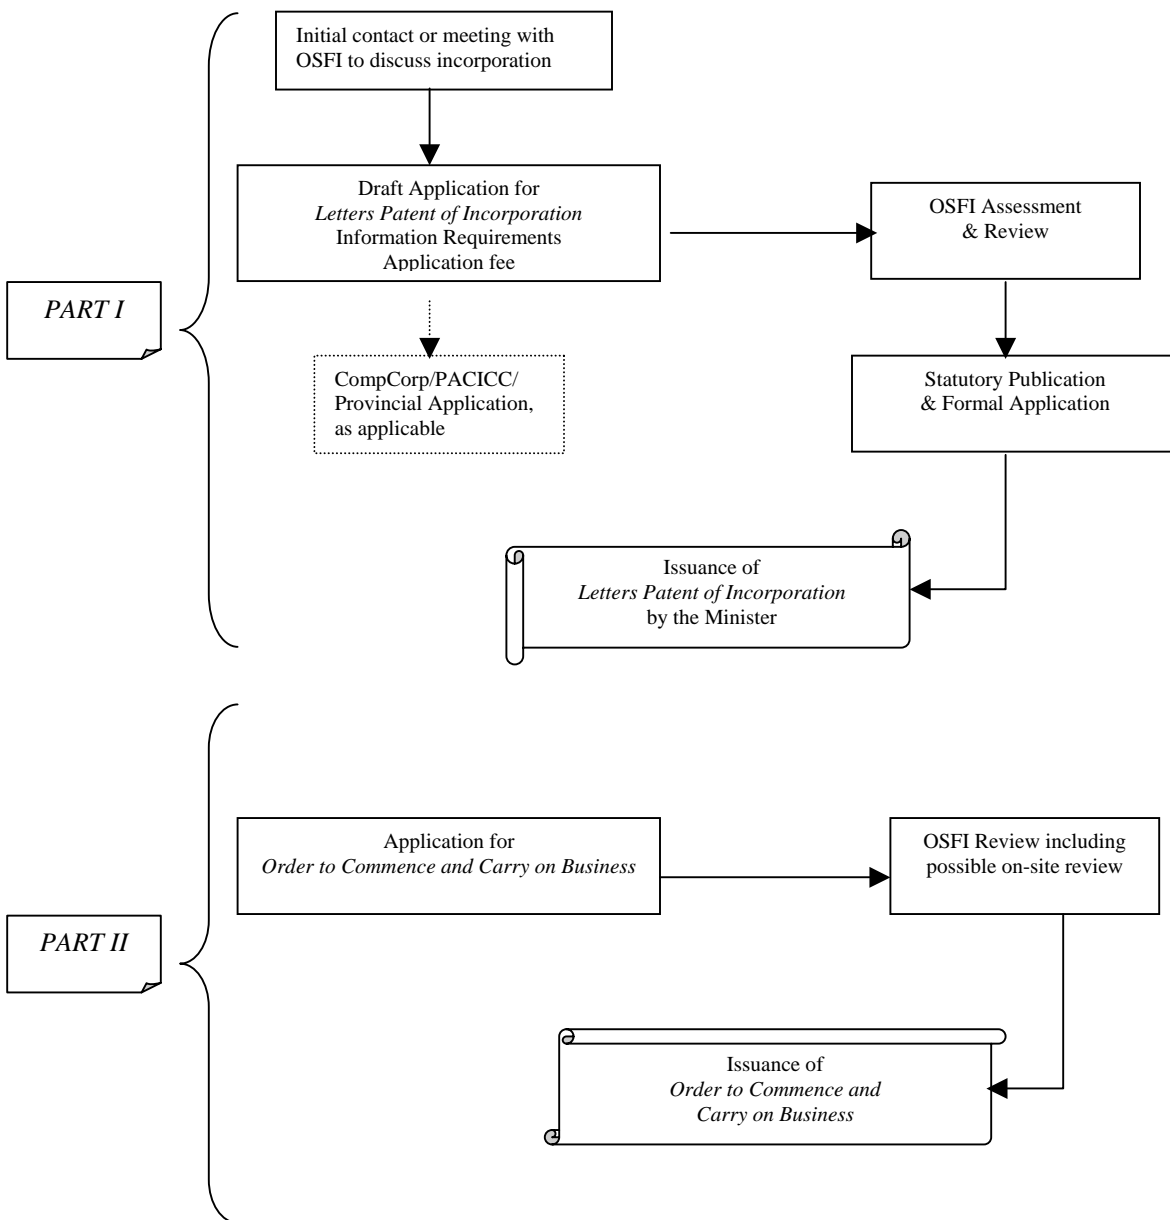 Initial contact or meeting with
OSFI to discuss incorporation
Draft Application for
Letters Patent of Incorporation
Information Requirements
Application fee
OSFI Assessment
& Review
PART I
CompCorp/PACICC/
Provincial Application,
as applicable
Statutory Publication
& Formal Application
Issuance of
Letters Patent of Incorporation
by the Minister
Application for
Order to Commence and Carry on Business
OSFI Review including
possible on-site review
PART II
Issuance of
Order to Commence and
Carry on Business